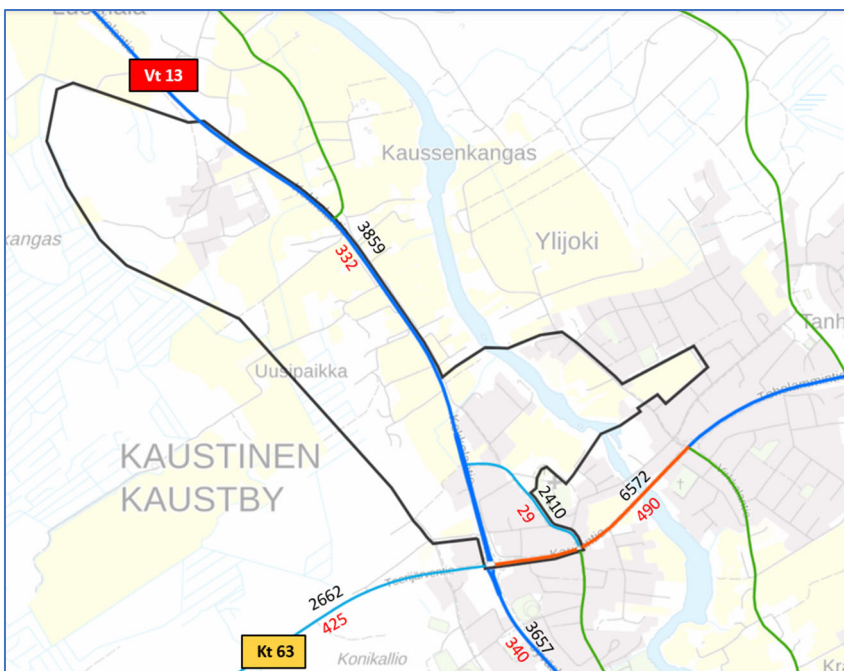 Vt 13
Kaussenkangas
3859
332
Ylijoki
kangas
Uusipaikka
KAUSTINEN
KAUSTBY
2410
29
6572
490
Teerijärventie
2662
425
3657
340
Kt 63
Konikallio